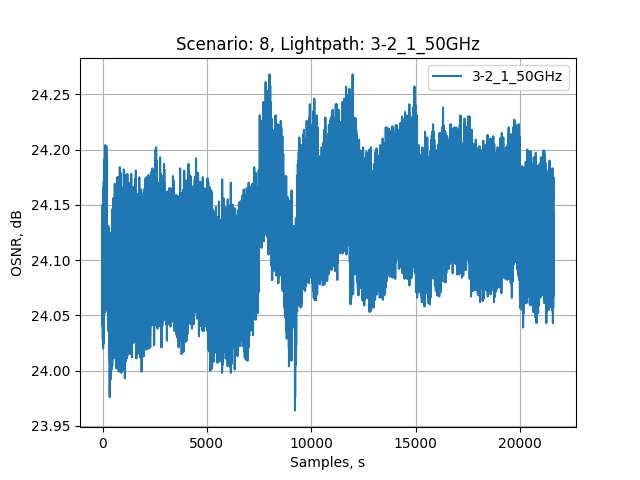 Scenario: 8, Lightpath: 3-2_1_50GHz
3-2_1_50GHz
24.25
24.20
24.15
24.10
24.05
24.00
23.95
OSNR, dB
0 5000 10000 15000 20000
Samples, s